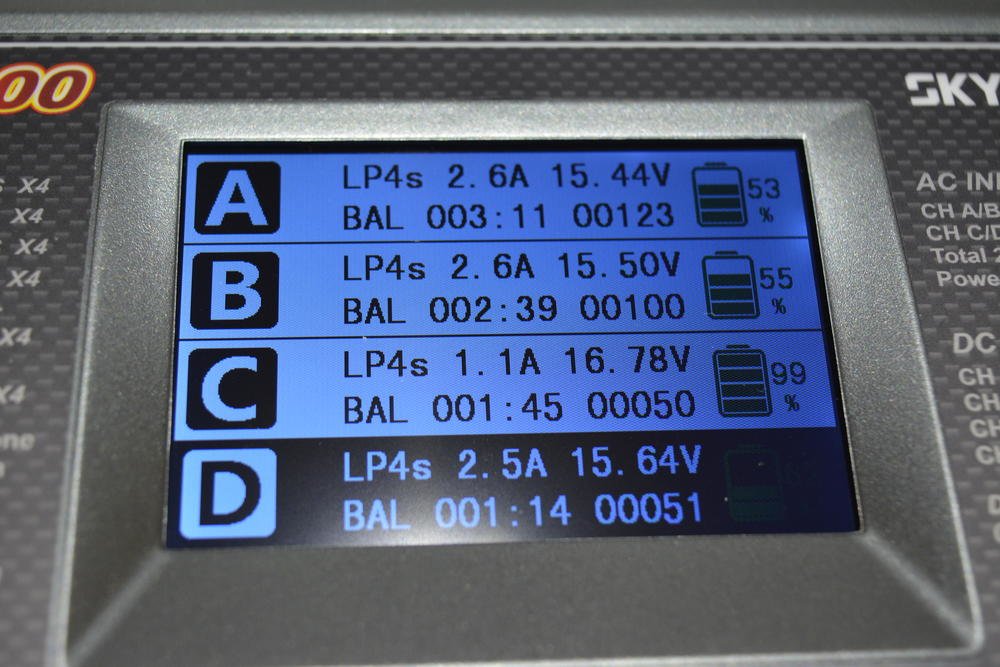 00
SKY
X4
X4
X4
X4
X4
X4
A
LP4s 2.6A 15.44V
BAL 003:11 00123
53
%
B
LP4s 2.6A 15.50V
BAL 002:39 00100
55
%
C
LP4s 1.1A 16.78V
BAL 001:45 00050
99
%
D
LP4s 2.5A 15.64V
BAL 001:14 00051
AC IN
CH A/B
CH C/D
Total 2
Powe
DC
CH
CH